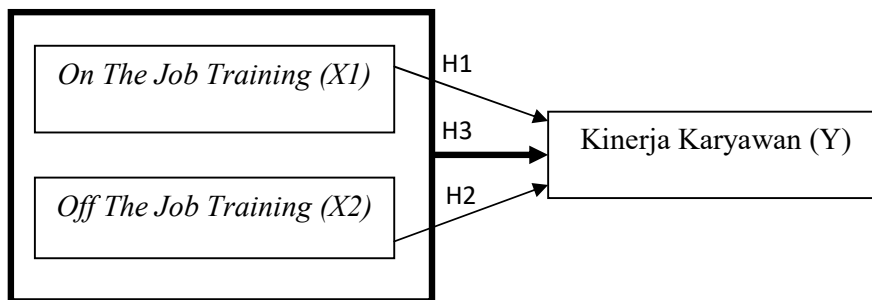 On The Job Training (X1)
H1
H3
Kinerja Karyawan (Y)
Off The Job Training (X2)
H2